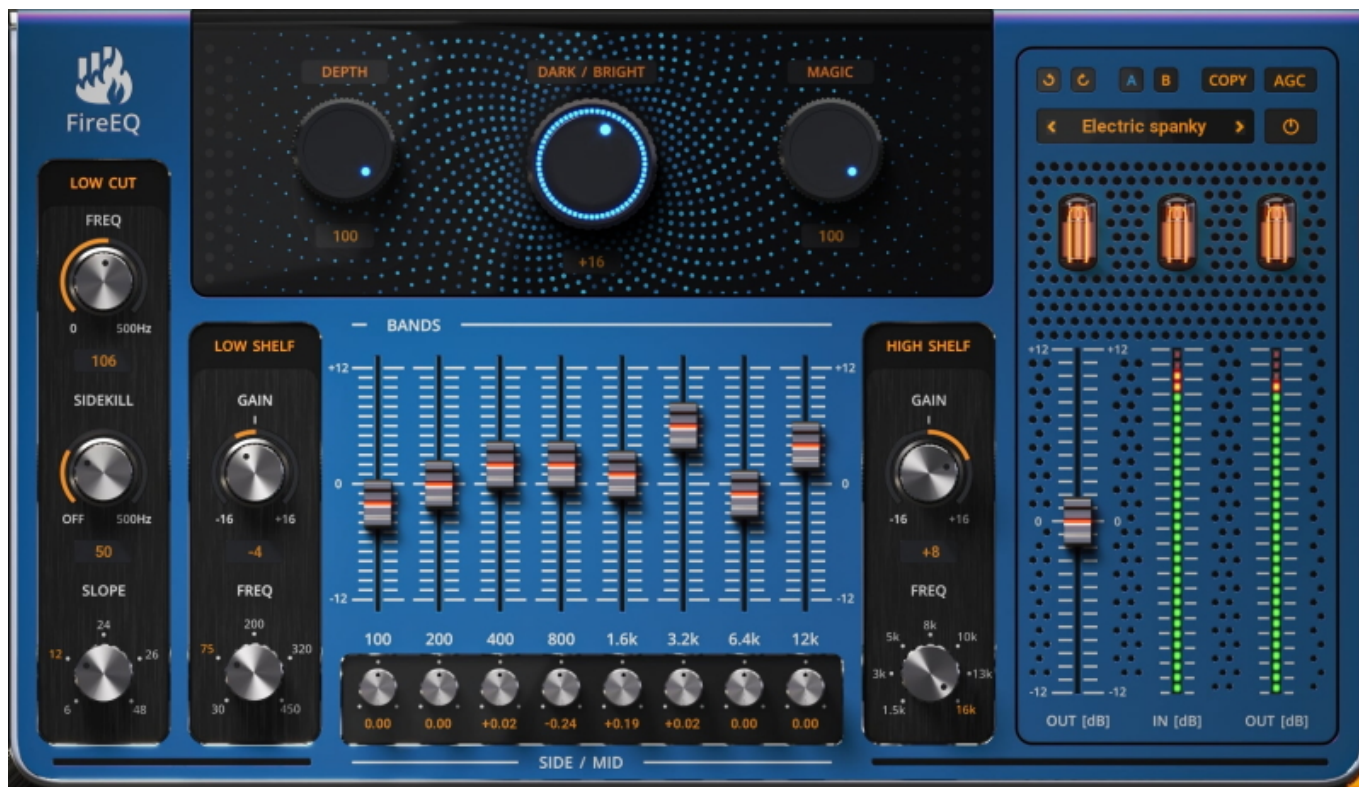 FireEQ
LOW CUT
FREQ
0 500Hz
106
SIDEKILL
OFF 500Hz
50
SLOPE
24
12 26
6 48
DEPTH
100
DARK / BRIGHT
+16
MAGIC
100
LOW SHELF
GAIN
-16 +16
-4
FREQ
200
75 320
30 450
BANDS
+12 +12
0 0
-12 -12
100 200 400 800 1.6k 3.2k 6.4k 12k
0.00 0.00 +0.02 -0.24 +0.19 +0.02 0.00 0.00
SIDE / MID
HIGH SHELF
GAIN
-16 +16
+8
FREQ
8k
5k 10k
3k 13k
1.5k 16k
A B COPY AGC
< Electric spanky >
+12 +12
0 0
-12 -12
OUT [dB] IN [dB] OUT [dB]